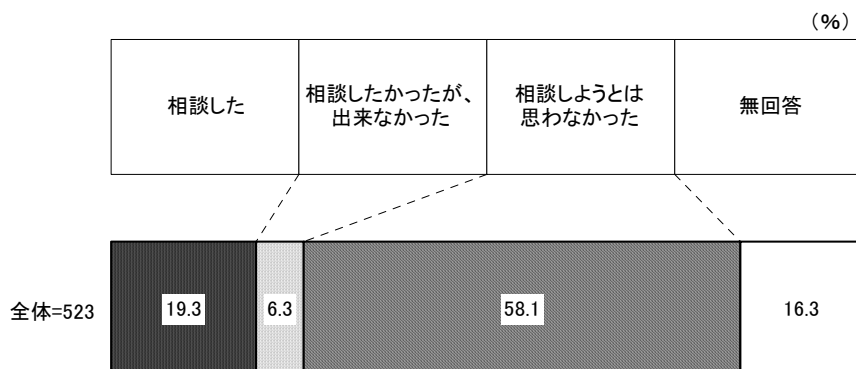 (%)
相談した
相談したかったが、
出来なかった
相談しようとは
思わなかった
無回答
全体=523
19.3
6.3
58.1
16.3